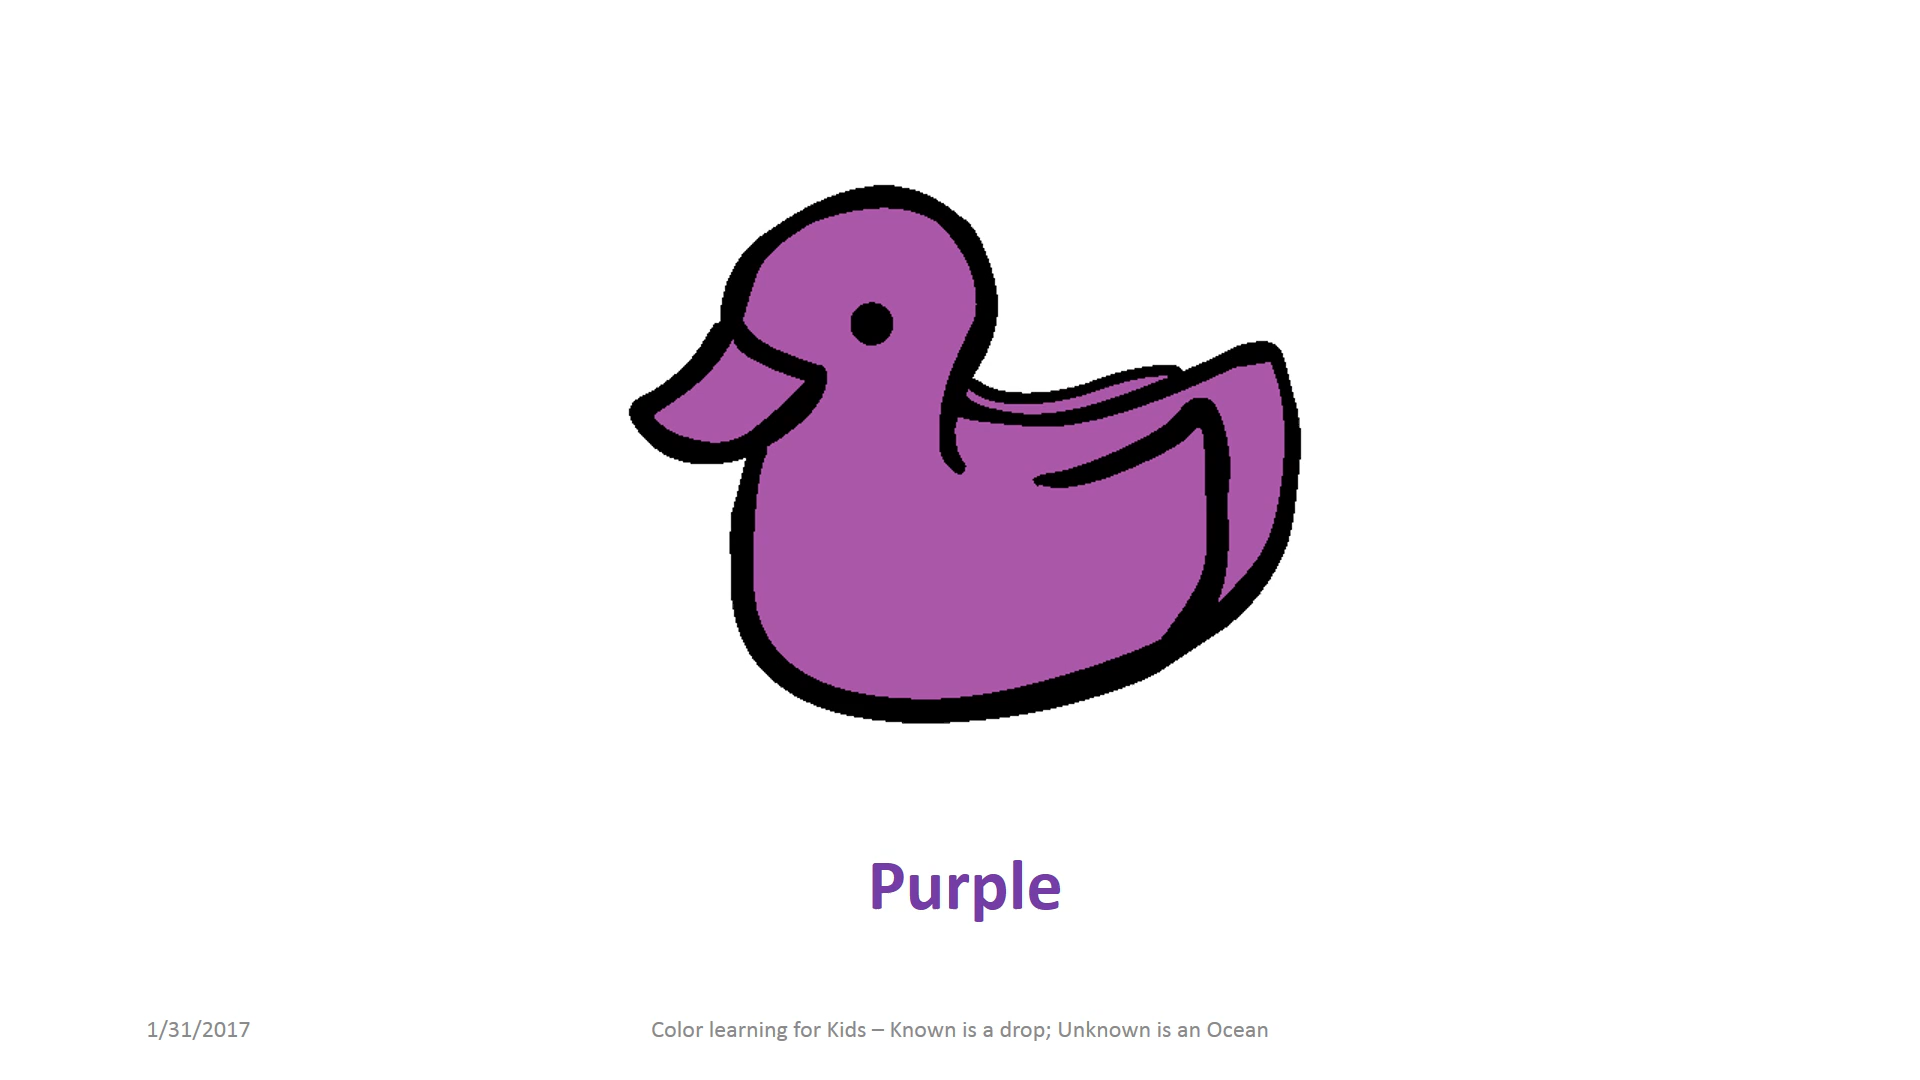 Purple
1/31/2017
Color learning for Kids – Known is a drop; Unknown is an Ocean